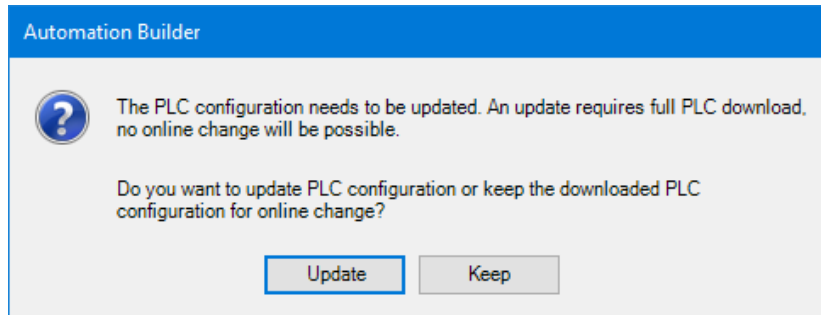 Automation Builder
The PLC configuration needs to be updated. An update requires full PLC download,
no online change will be possible.
Do you want to update PLC configuration or keep the downloaded PLC
configuration for online change?
Update
Keep